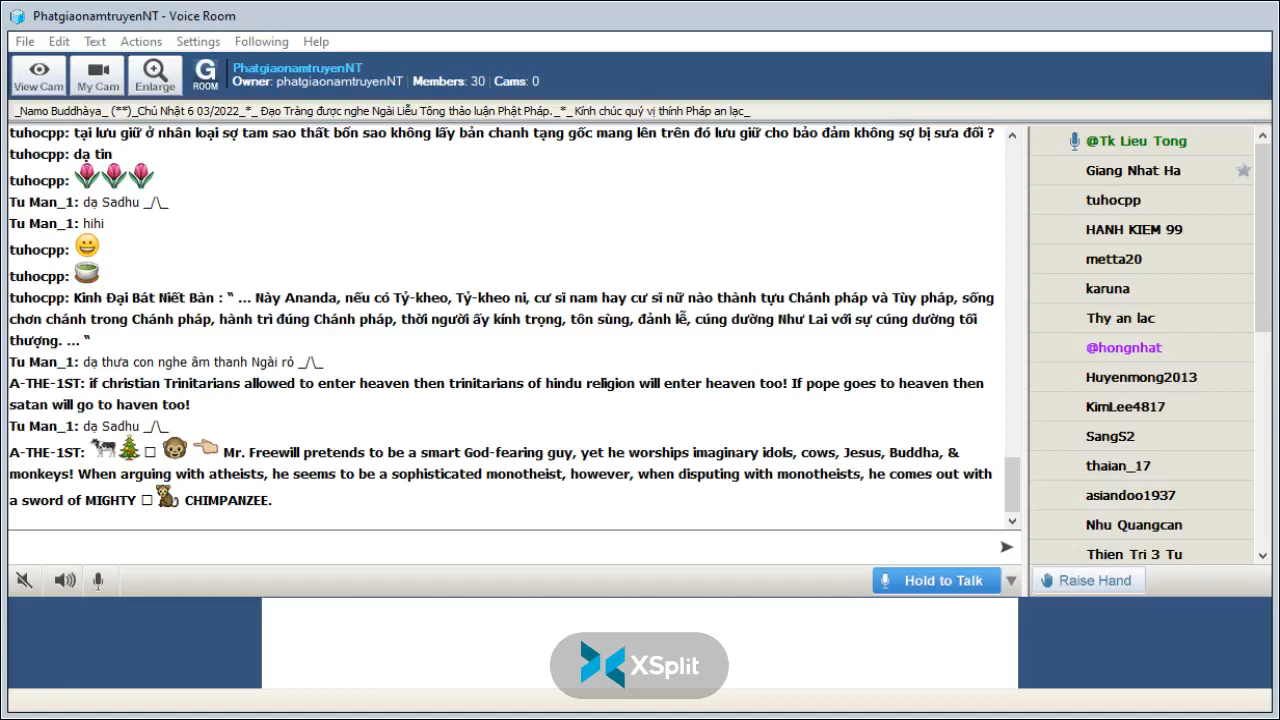 PhatgiaonamtruyenNT - Voice Room
File Edit Text Actions Settings Following Help
View Cam My Cam Enlarge G ROOM
PhatgiaonamtruyenNT
Owner: phatgiaonamtruyenNT | Members: 30 | Cams: 0
_Namo Buddhàya_ (**)_Chú Nhật 6 03/2022_*_ Đạo Tràng được nghe Ngài Liễu Tông thảo luận Phật Pháp._*_ Kính chúc quý vị thính Pháp an lạc_
tuhocpp: tại lưu giữ ở nhân loại sợ tam sao thất bổn sao không lấy bản chanh tạng gốc mang lên trên đó lưu giữ cho bảo đảm không sợ bị sưa đổi ?
tuhocpp: dạ tin
tuhocpp:
Tu Man_1: dạ Sadhu _/\_
Tu Man_1: hihi
tuhocpp:
tuhocpp:
tuhocpp: Kinh Đại Bát Niết Bàn : “ ... Này Ananda, nếu có Tỷ-kheo, Tỷ-kheo ni, cư sĩ nam hay cư sĩ nữ nào thành tựu Chánh pháp và Tùy pháp, sống
chơn chánh trong Chánh pháp, hành trì đúng Chánh pháp, thời người ấy kính trọng, tôn sùng, đảnh lễ, cúng dường Như Lai với sự cúng dường tối
thượng. ... “
Tu Man_1: dạ thưa con nghe âm thanh Ngài rỏ _/\_
A-THE-1ST: if christian Trinitarians allowed to enter heaven then trinitarians of hindu religion will enter heaven too! If pope goes to heaven then
satan will go to haven too!
Tu Man_1: dạ Sadhu _/\_
A-THE-1ST: Mr. Freewill pretends to be a smart God-fearing guy, yet he worships imaginary idols, cows, Jesus, Buddha, &
monkeys! When arguing with atheists, he seems to be a sophisticated monotheist, however, when disputing with monotheists, he comes out with
a sword of MIGHTY CHIMPANZEE.
@Tk Lieu Tong
Giang Nhat Ha
tuhocpp
HANH KIEM 99
metta20
karuna
Thy an lac
@hongnhat
Huyenmong2013
KimLee4817
SangS2
thaian_17
asiandoo1937
Nhu Quangcan
Thien Tri 3 Tu
Hold to Talk
Raise Hand
XSplit